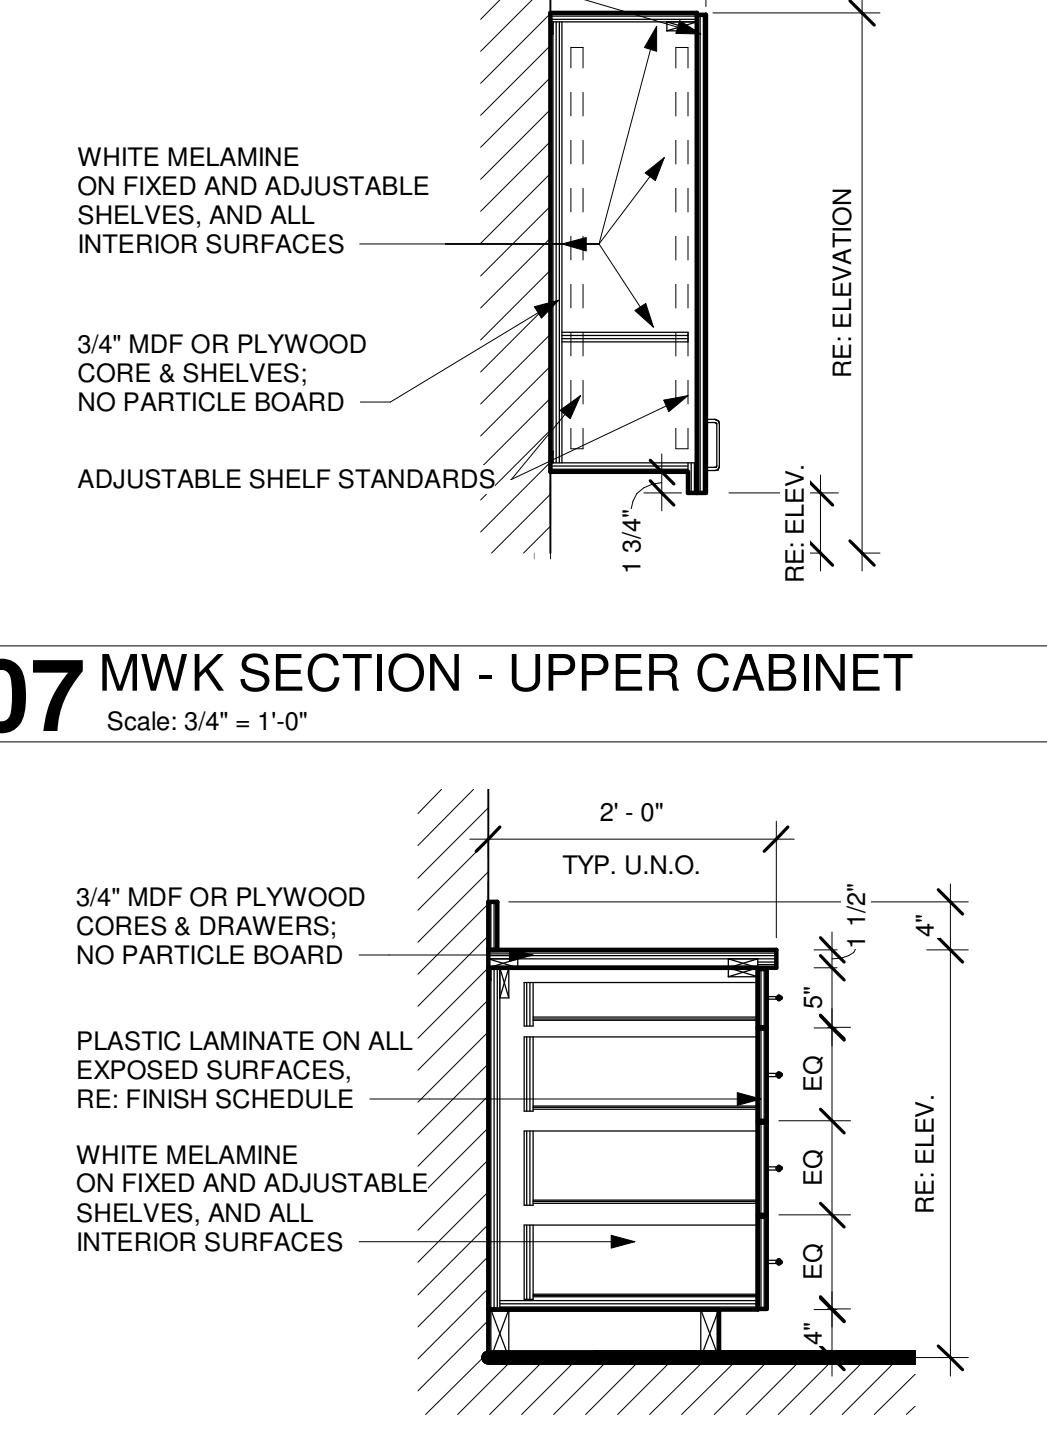 WHITE MELAMINE
ON FIXED AND ADJUSTABLE
SHELVES, AND ALL
INTERIOR SURFACES
3/4" MDF OR PLYWOOD
CORE & SHELVES;
NO PARTICLE BOARD
ADJUSTABLE SHELF STANDARDS
1 3/4"
RE: ELEV.
RE: ELEVATION
07 MWK SECTION - UPPER CABINET
Scale: 3/4" = 1'-0"
2' - 0"
TYP. U.N.O.
3/4" MDF OR PLYWOOD
CORES & DRAWERS;
NO PARTICLE BOARD
PLASTIC LAMINATE ON ALL
EXPOSED SURFACES,
RE: FINISH SCHEDULE
WHITE MELAMINE
ON FIXED AND ADJUSTABLE
SHELVES, AND ALL
INTERIOR SURFACES
1 1/2"
4"
5"
EQ
EQ
EQ
4"
RE: ELEV.